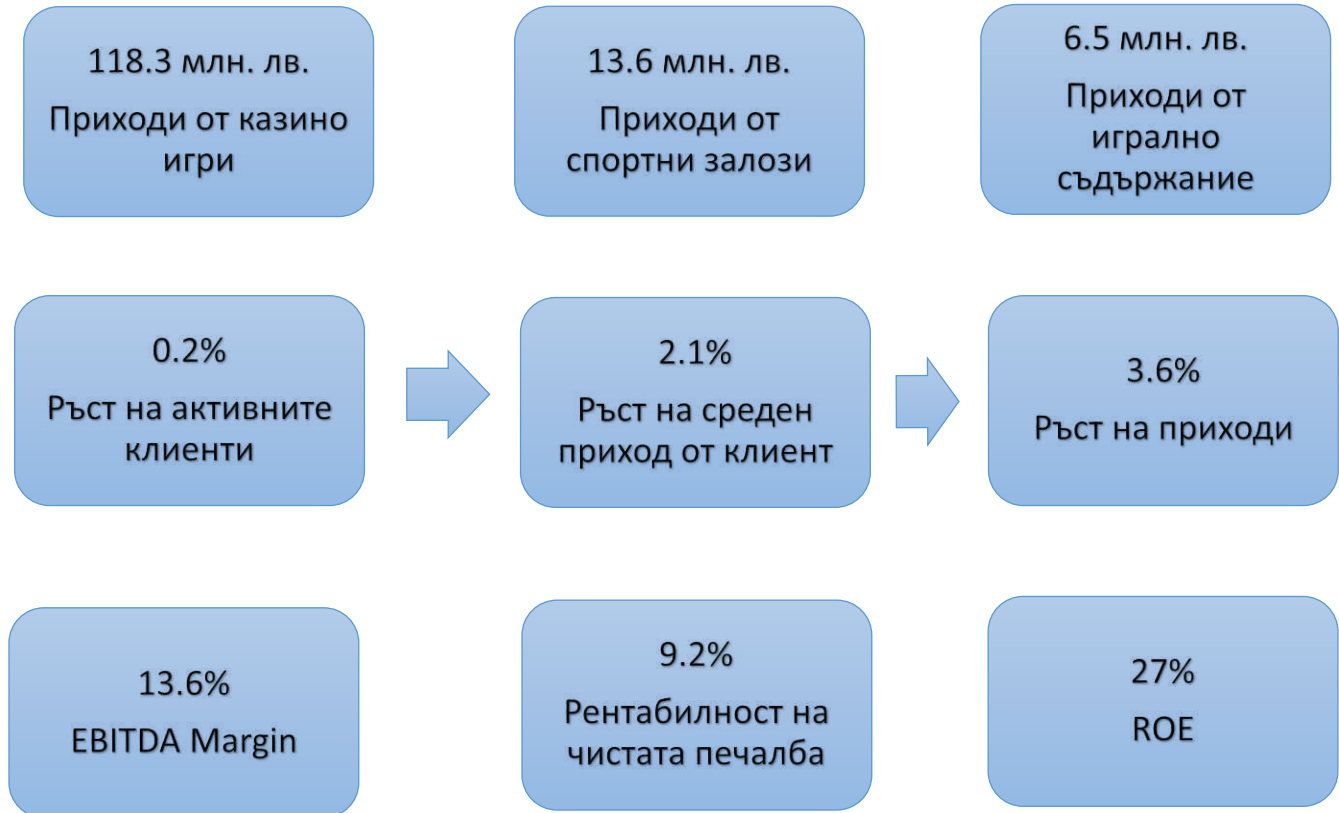 118.3 млн. лв.
Приходи от казино
игри
13.6 млн. лв.
Приходи от
спортни залози
6.5 млн. лв.
Приходи от
игрално
съдържание
0.2%
Ръст на активните
клиенти
2.1%
Ръст на среден
приход от клиент
3.6%
Ръст на приходи
13.6%
EBITDA Margin
9.2%
Рентабилност на
чистата печалба
27%
ROE